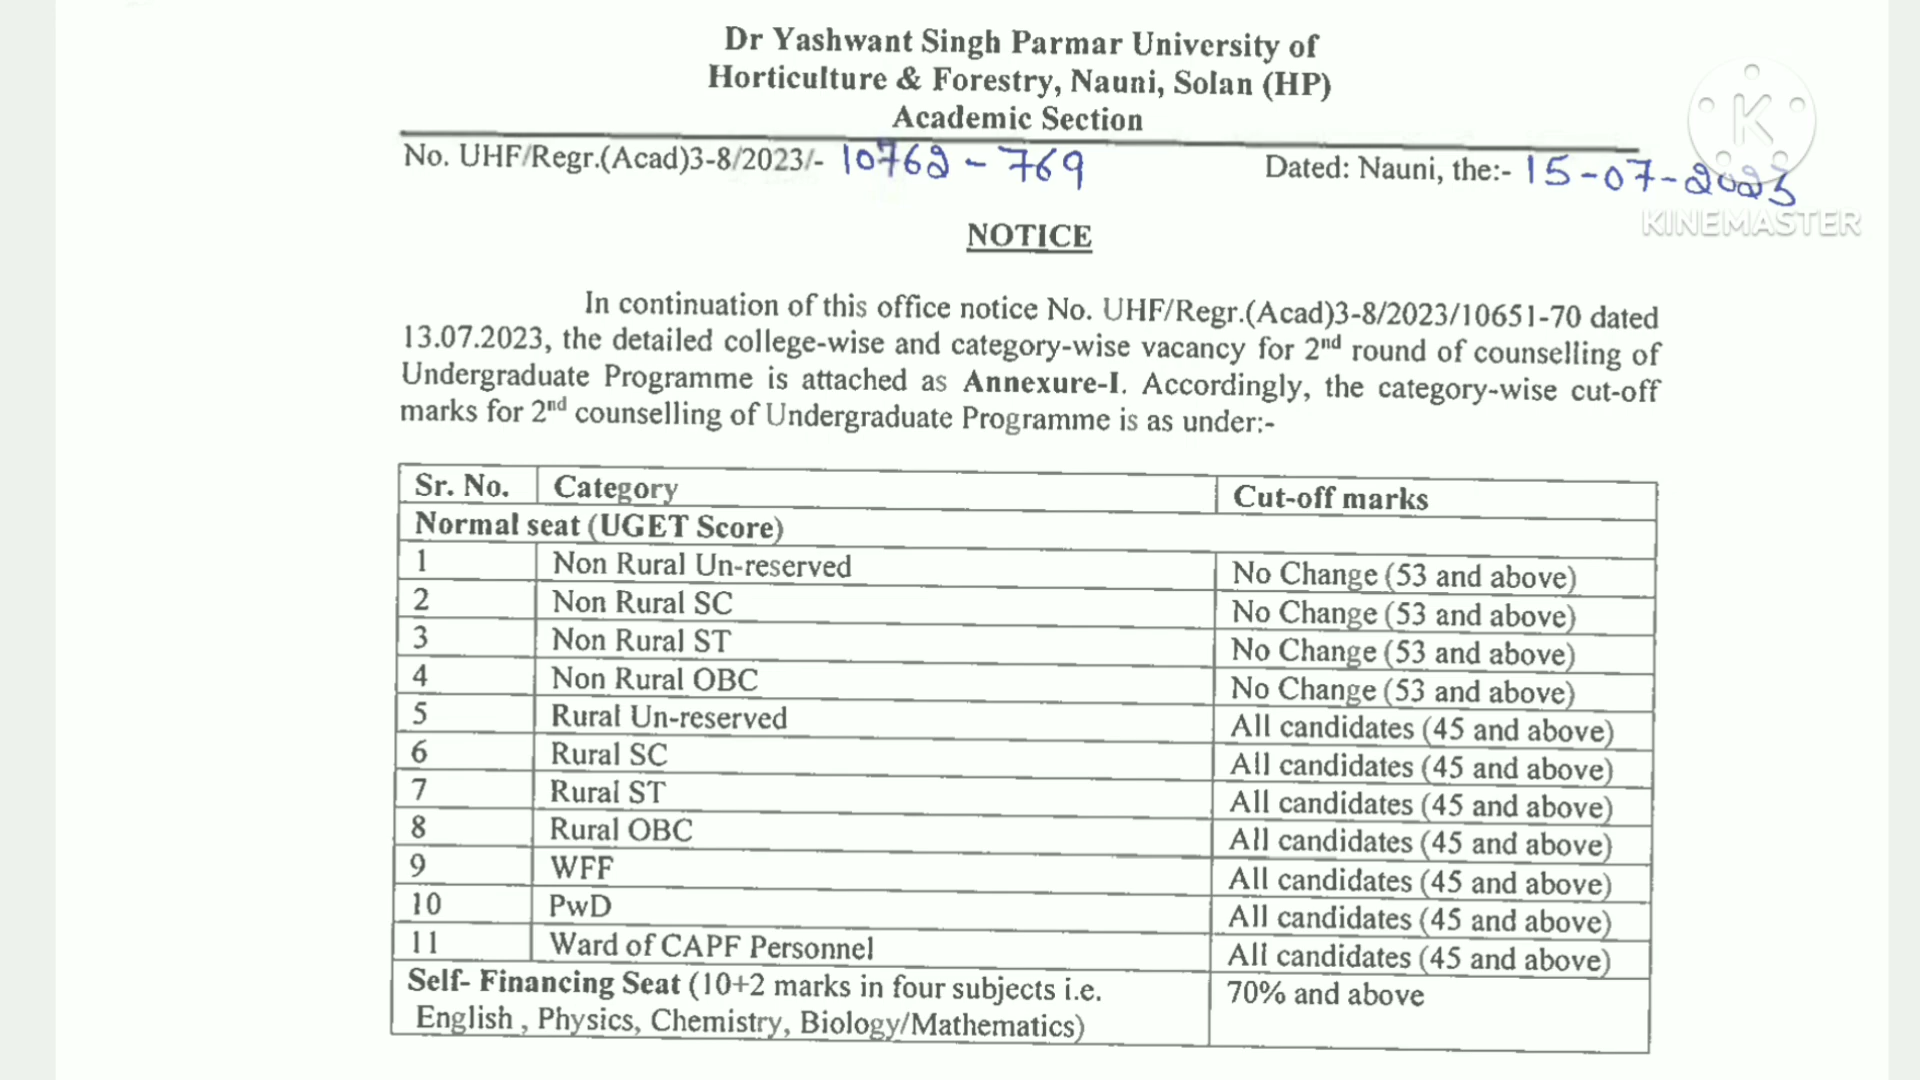 Dr Yashwant Singh Parmar University of
Horticulture & Forestry, Nauni, Solan (HP)
Academic Section
No. UHF/Regr.(Acad)3-8/2023/- 10762-769 Dated: Nauni, the:- 15-07-2023
K
KINEMASTER
NOTICE
In continuation of this office notice No. UHF/Regr.(Acad)3-8/2023/10651-70 dated
13.07.2023, the detailed college-wise and category-wise vacancy for 2nd round of counselling of
Undergraduate Programme is attached as Annexure-I. Accordingly, the category-wise cut-off
marks for 2nd counselling of Undergraduate Programme is as under:-
Sr. No. Category Cut-off marks
Normal seat (UGET Score)
1 Non Rural Un-reserved No Change (53 and above)
2 Non Rural SC No Change (53 and above)
3 Non Rural ST No Change (53 and above)
4 Non Rural OBC No Change (53 and above)
5 Rural Un-reserved All candidates (45 and above)
6 Rural SC All candidates (45 and above)
7 Rural ST All candidates (45 and above)
8 Rural OBC All candidates (45 and above)
9 WFF All candidates (45 and above)
10 PwD All candidates (45 and above)
11 Ward of CAPF Personnel All candidates (45 and above)
Self- Financing Seat (10+2 marks in four subjects i.e. 70% and above
English , Physics, Chemistry, Biology/Mathematics)